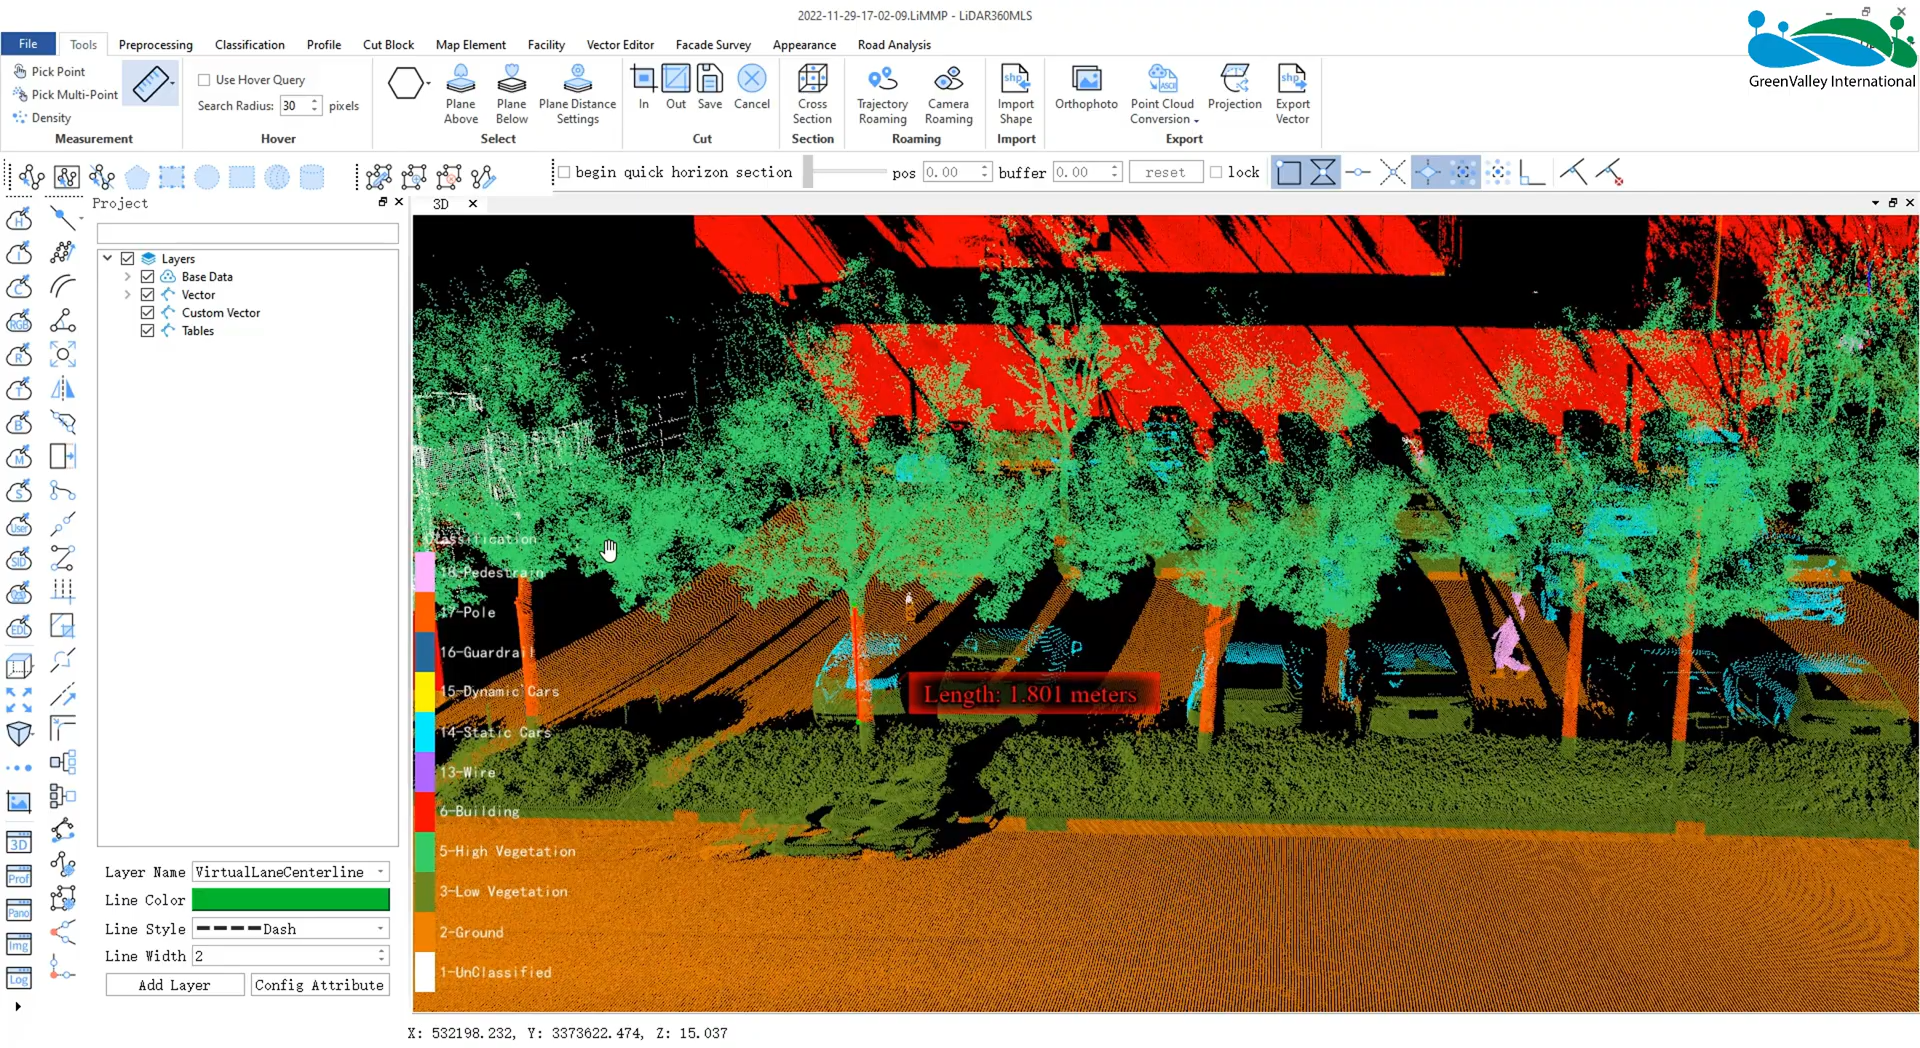 2022-11-29-17-02-09.LiMMP - LiDAR360MLS
File Tools Preprocessing Classification Profile Cut Block Map Element Facility Vector Editor Facade Survey Appearance Road Analysis
GreenValley International
Pick Point
Pick Multi-Point
Density
Measurement
Use Hover Query
Search Radius: 30 pixels
Hover
Plane Above
Plane Below
Plane Distance Settings
Select
In Out Save Cancel
Cut
Cross Section
Section
Trajectory Roaming
Camera Roaming
Roaming
Import Shape
Import
Orthophoto
Point Cloud Conversion
Projection
Export Vector
Export
begin quick horizon section
pos 0.00
buffer 0.00
reset
lock
Project
3D
Layers
Base Data
Vector
Custom Vector
Tables
Layer Name VirtualLaneCenterline
Line Color
Line Style Dash
Line Width 2
Add Layer
Config Attribute
Classification
18-Pedestrain
17-Pole
16-Guardrail
15-Dynamic Cars
14-Static Cars
13-Wire
6-Building
5-High Vegetation
3-Low Vegetation
2-Ground
1-UnClassified
Length: 1.801 meters
X: 532198.232, Y: 3373622.474, Z: 15.037